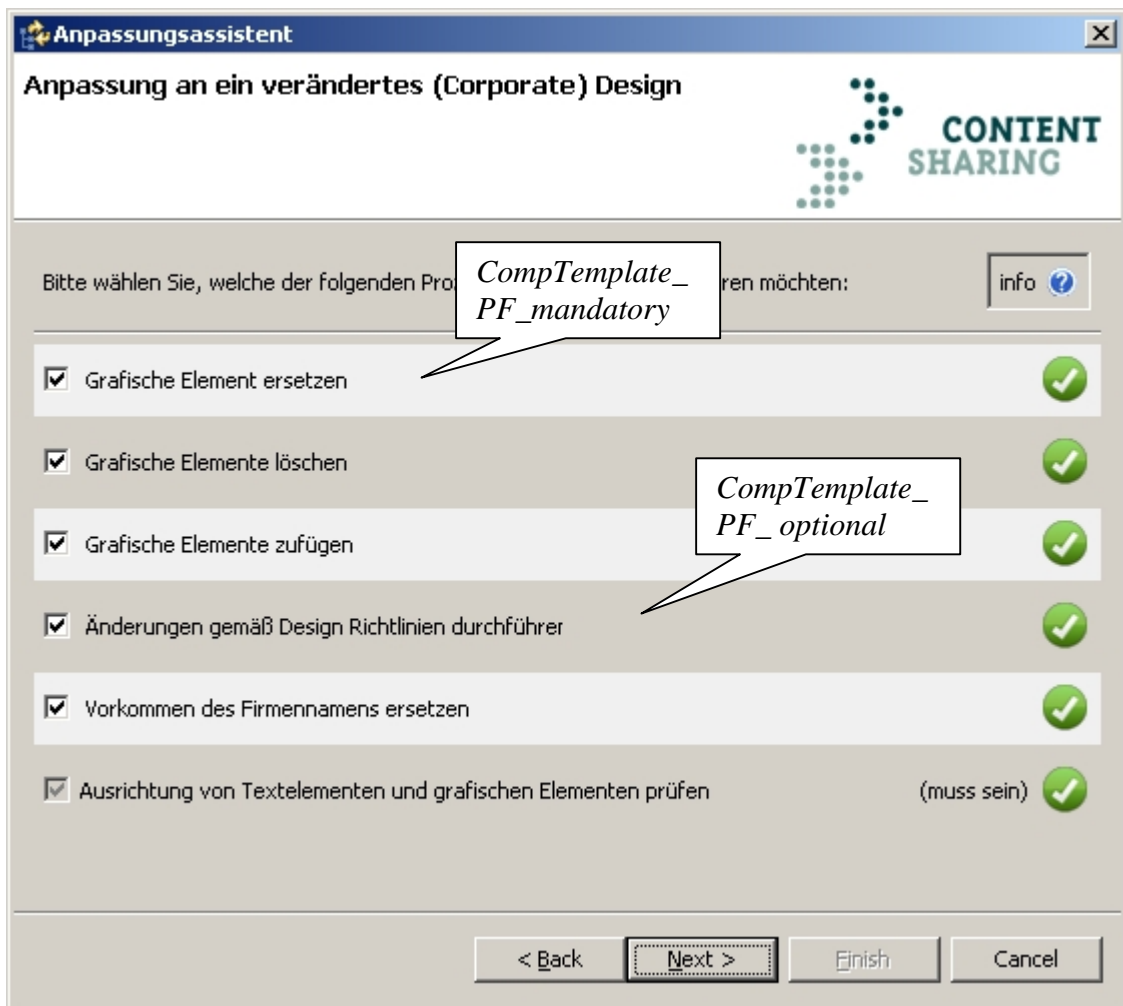 Anpassungsassistent
Anpassung an ein verändertes (Corporate) Design
CONTENT
SHARING
Bitte wählen Sie, welche der folgenden ren möchten:
info
CompTemplate_
PF_mandatory
Grafische Element ersetzen
Grafische Elemente löschen
CompTemplate_
PF_ optional
Grafische Elemente zufügen
Änderungen gemäß Design Richtlinien durchführer
Vorkommen des Firmennamens ersetzen
Ausrichtung von Textelementen und grafischen Elementen prüfen (muss sein)
< Back Next > Finish Cancel